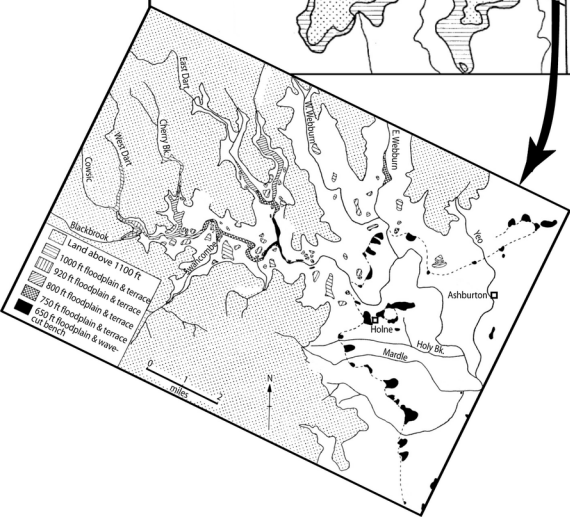 East Dart
W. Webburn
E. Webburn
Cherry Bk.
West Dart
Cowsic
Blackbrook
Swincombe
Yeo
Ashburton
Holne
Holy Bk.
Mardle
Land above 1100 ft
1000 ft floodplain & terrace
920 ft floodplain & terrace
800 ft floodplain & terrace
750 ft floodplain & terrace
650 ft floodplain & wave-
cut bench
0 1 2
miles
N